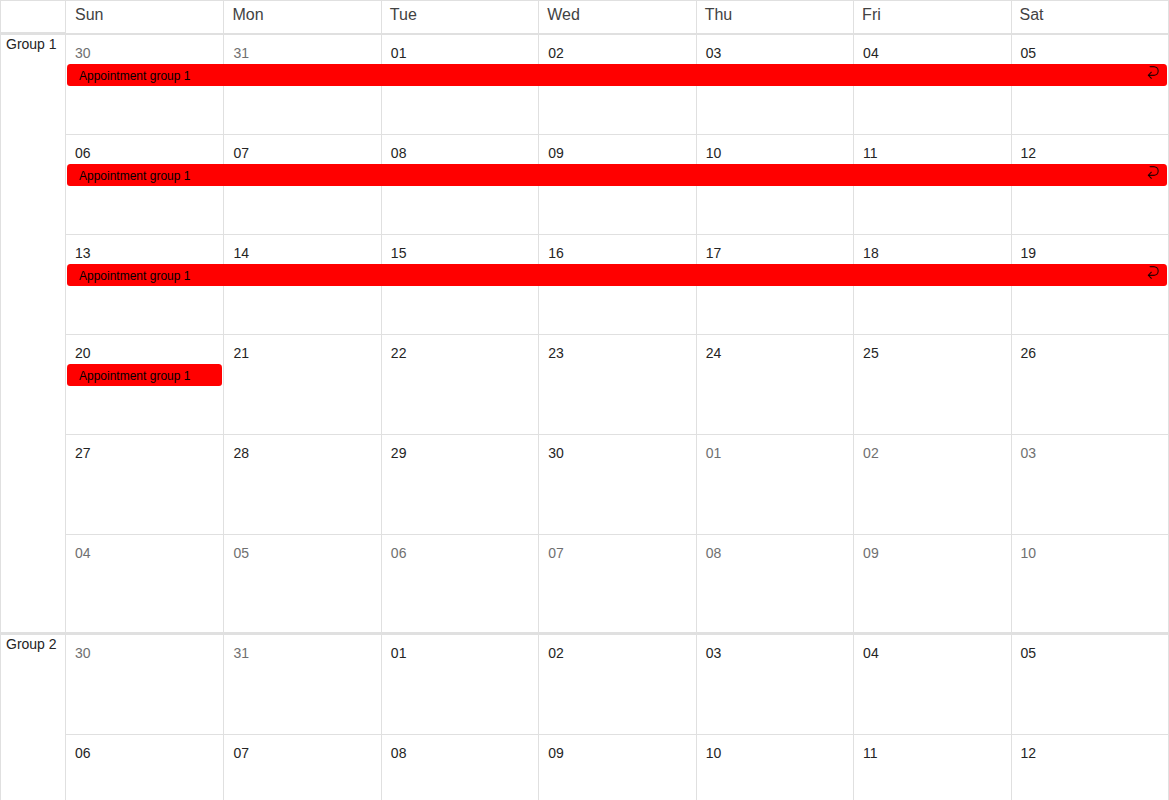 Sun Mon Tue Wed Thu Fri Sat
Group 1
30 31 01 02 03 04 05
Appointment group 1
06 07 08 09 10 11 12
Appointment group 1
13 14 15 16 17 18 19
Appointment group 1
20 21 22 23 24 25 26
Appointment group 1
27 28 29 30 01 02 03
04 05 06 07 08 09 10
Group 2
30 31 01 02 03 04 05
06 07 08 09 10 11 12